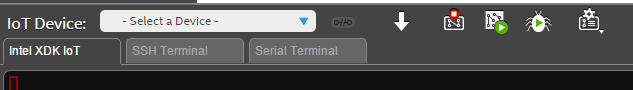 IoT Device: - Select a Device -
Intel XDK IoT SSH Terminal Serial Terminal